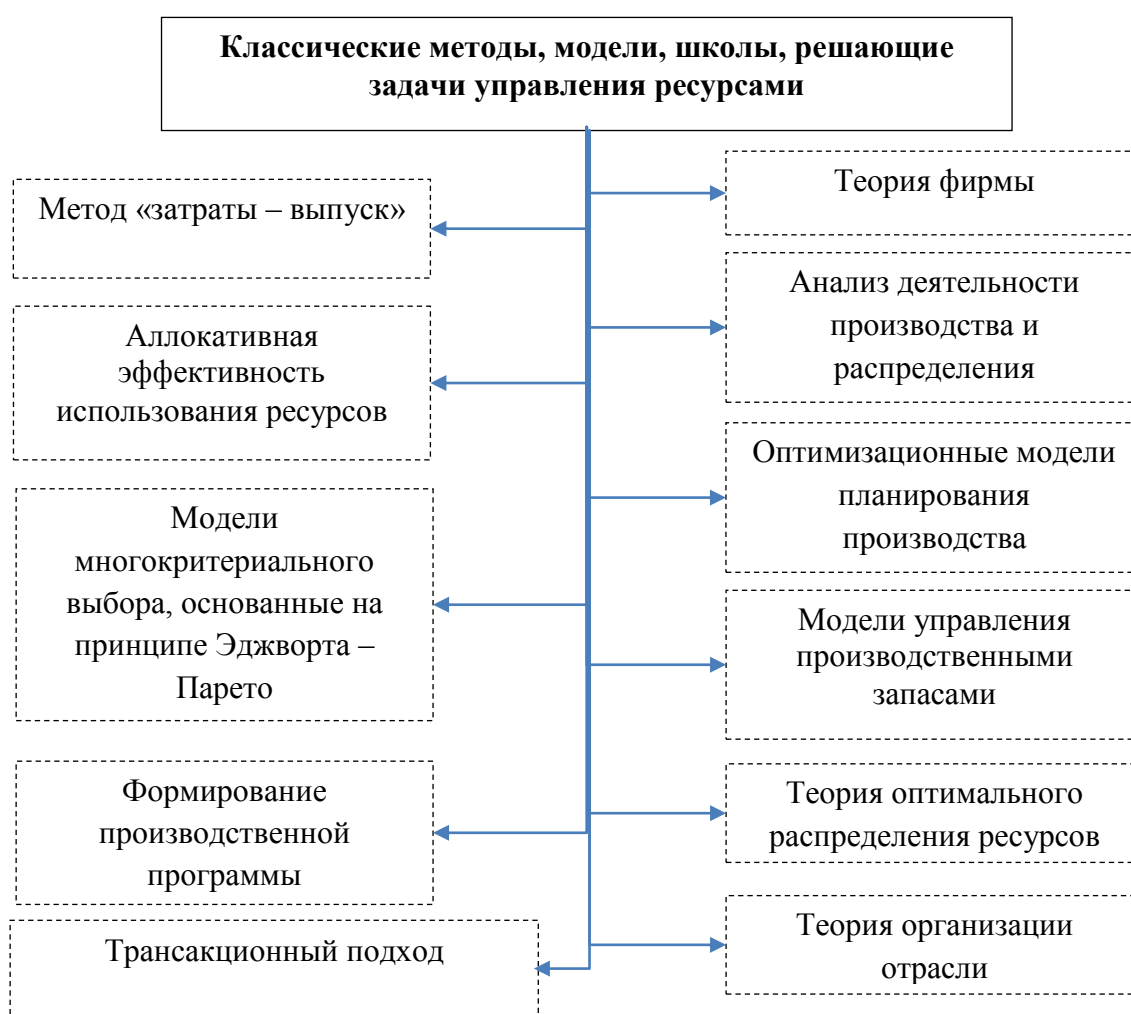 Классические методы, модели, школы, решающие
задачи управления ресурсами
Метод «затраты – выпуск»
Аллокативная
эффективность
использования ресурсов
Модели
многокритериального
выбора, основанные на
принципе Эджворта –
Парето
Формирование
производственной
программы
Трансакционный подход
Теория фирмы
Анализ деятельности
производства и
распределения
Оптимизационные модели
планирования
производства
Модели управления
производственными
запасами
Теория оптимального
распределения ресурсов
Теория организации
отрасли